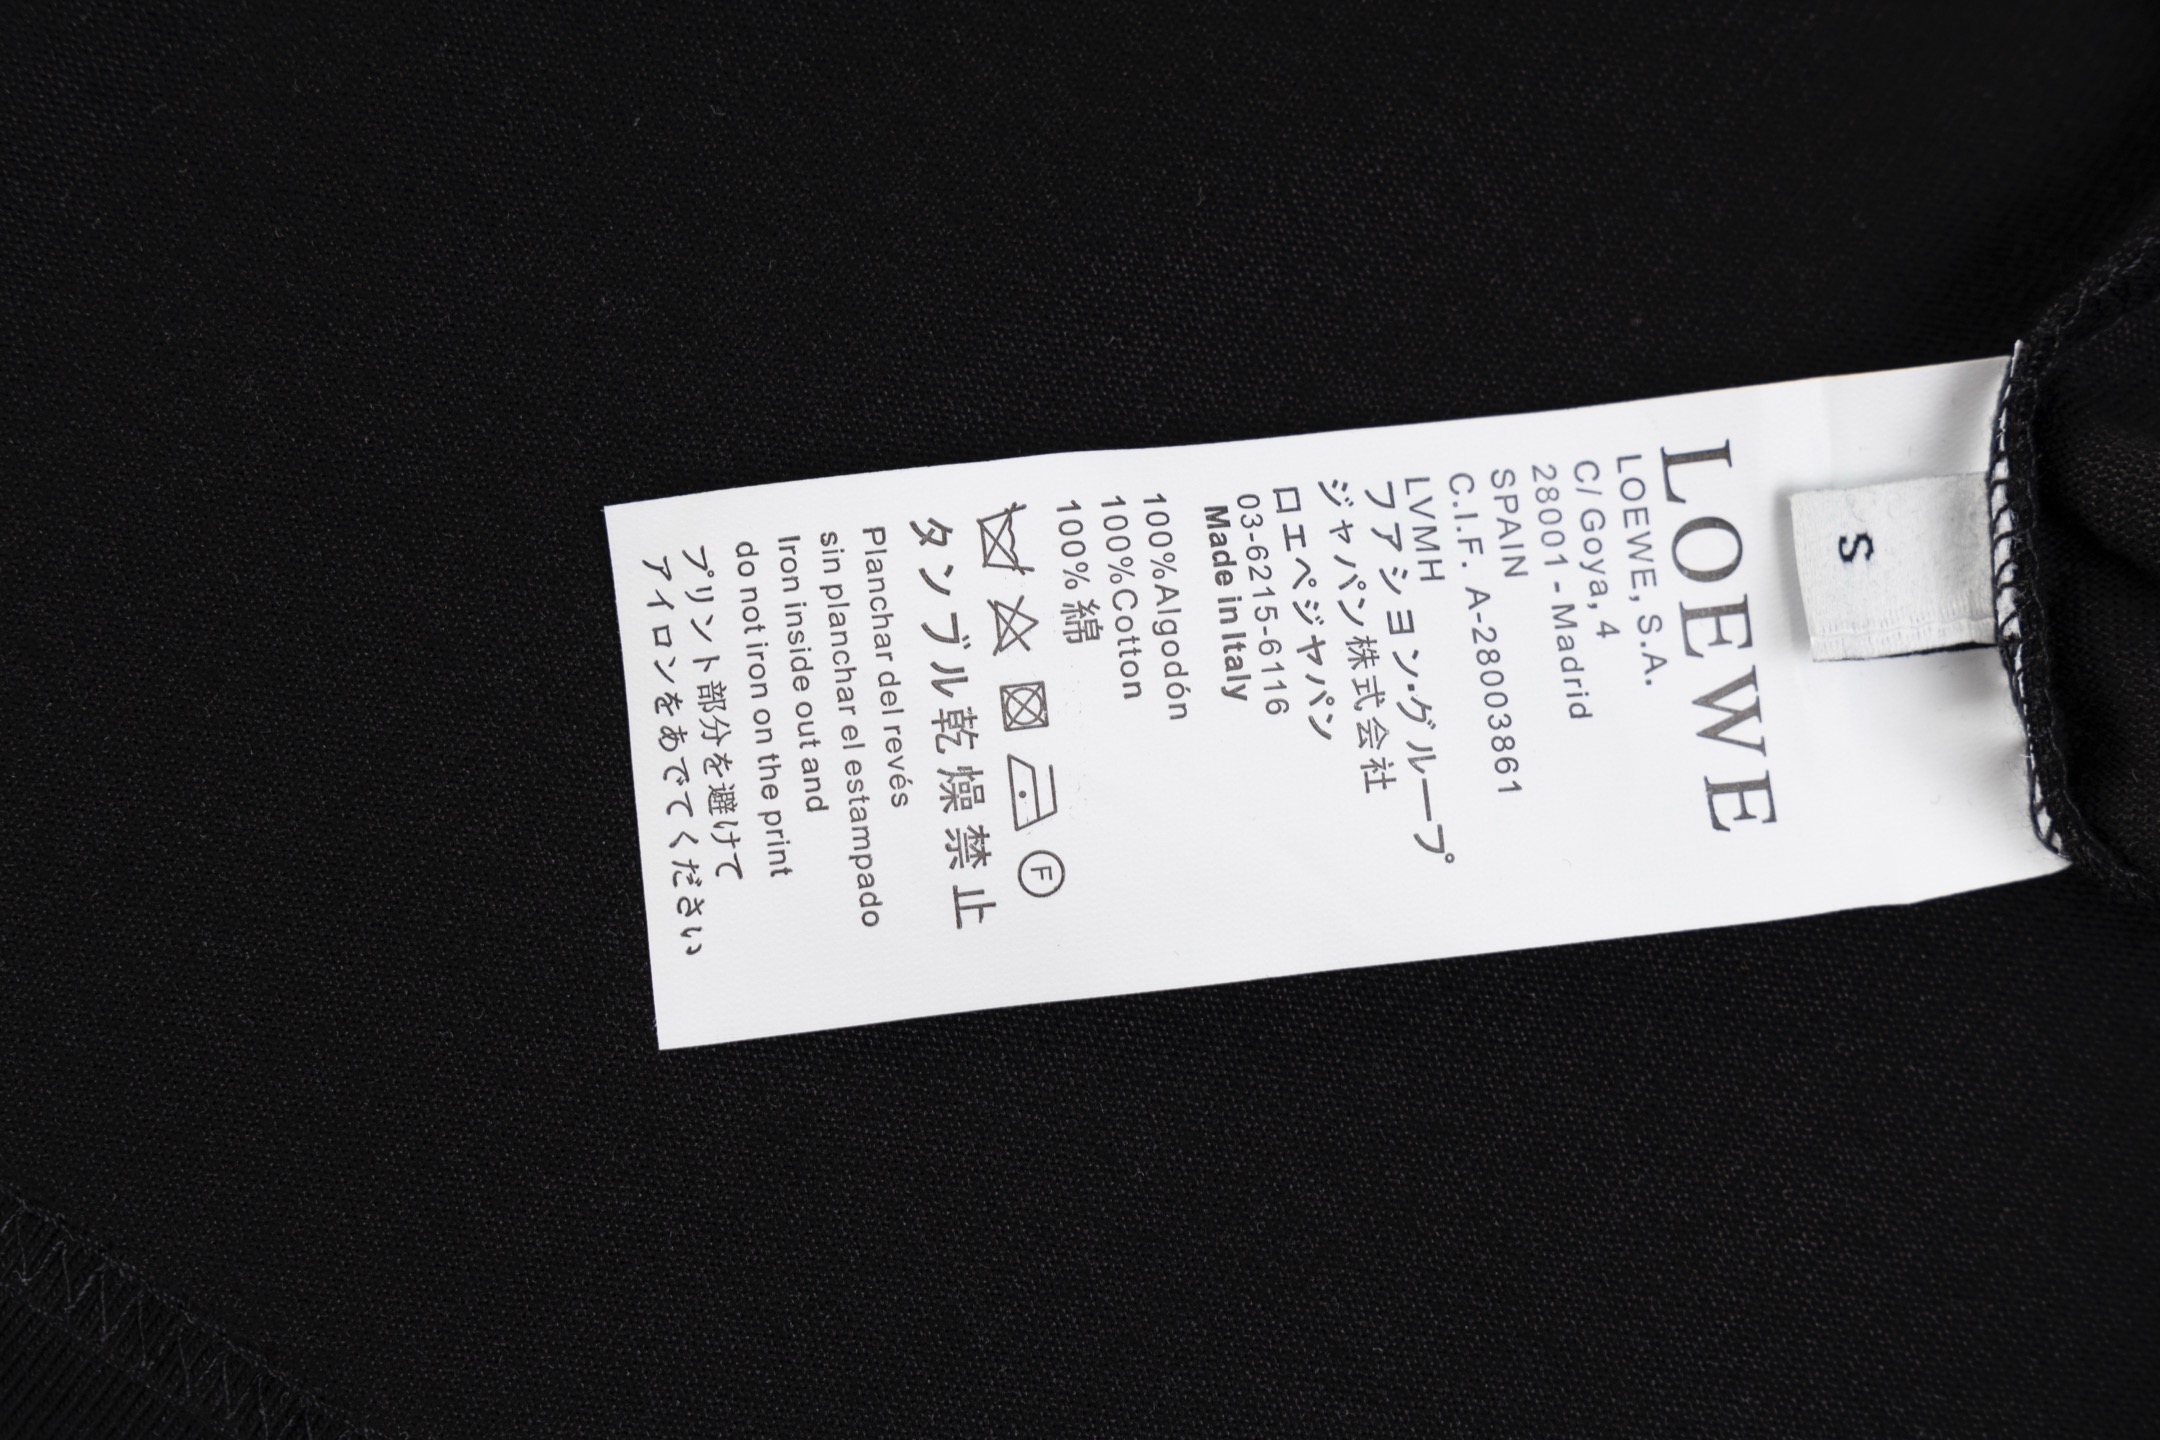 S
LOEWE
LOEWE, S.A.
C/ Goya, 4
28001 - Madrid
SPAIN
C.I.F. A-28003861
LVMH
ファション·グループ
ジャパン株式会社
ロエペジャパン
03-6215-6116
Made in Italy
100%Algodón
100%Cotton
100%綿
F
タンブル乾燥禁止
Planchar del revés
sin planchar el estampado
Iron inside out and
do not iron on the print
プリント部分を避けて
アイロンをあでてください